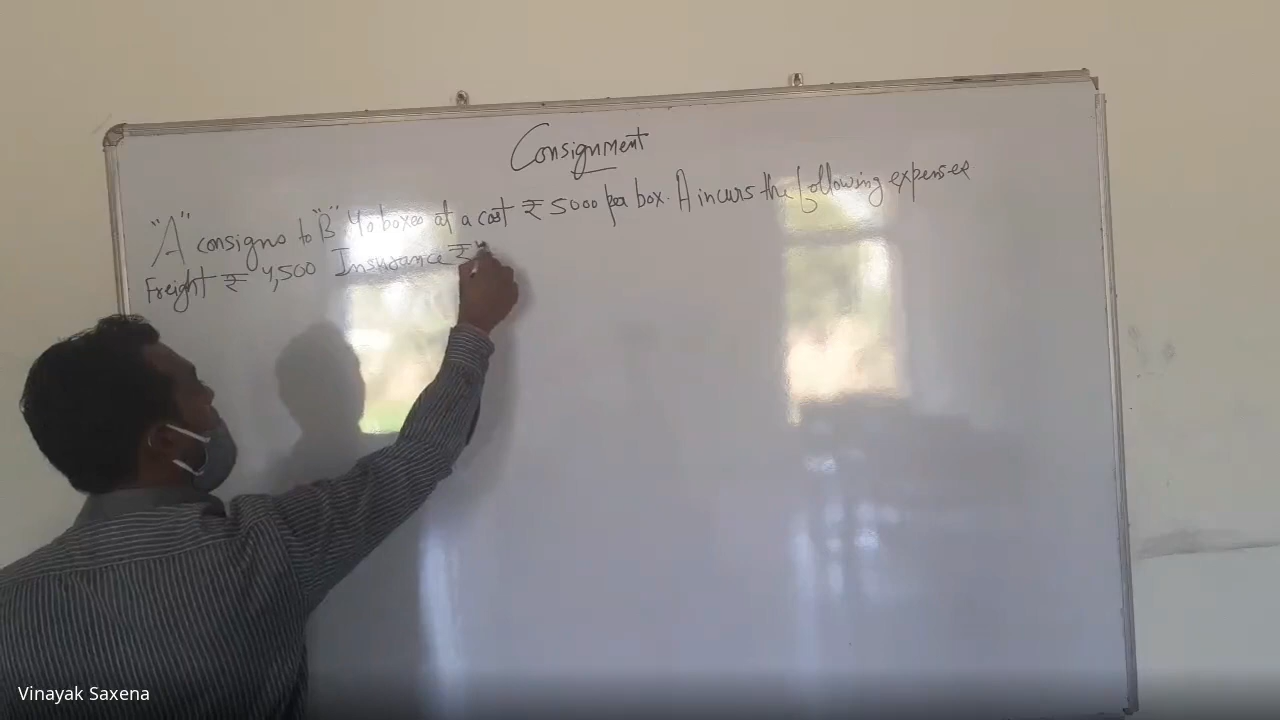 Consignment
"A" consigns to "B" 40 boxes at a cost ₹ 5000 per box. A incurs the following expenses
Freight ₹ 4,500 Insurance ₹
Vinayak Saxena